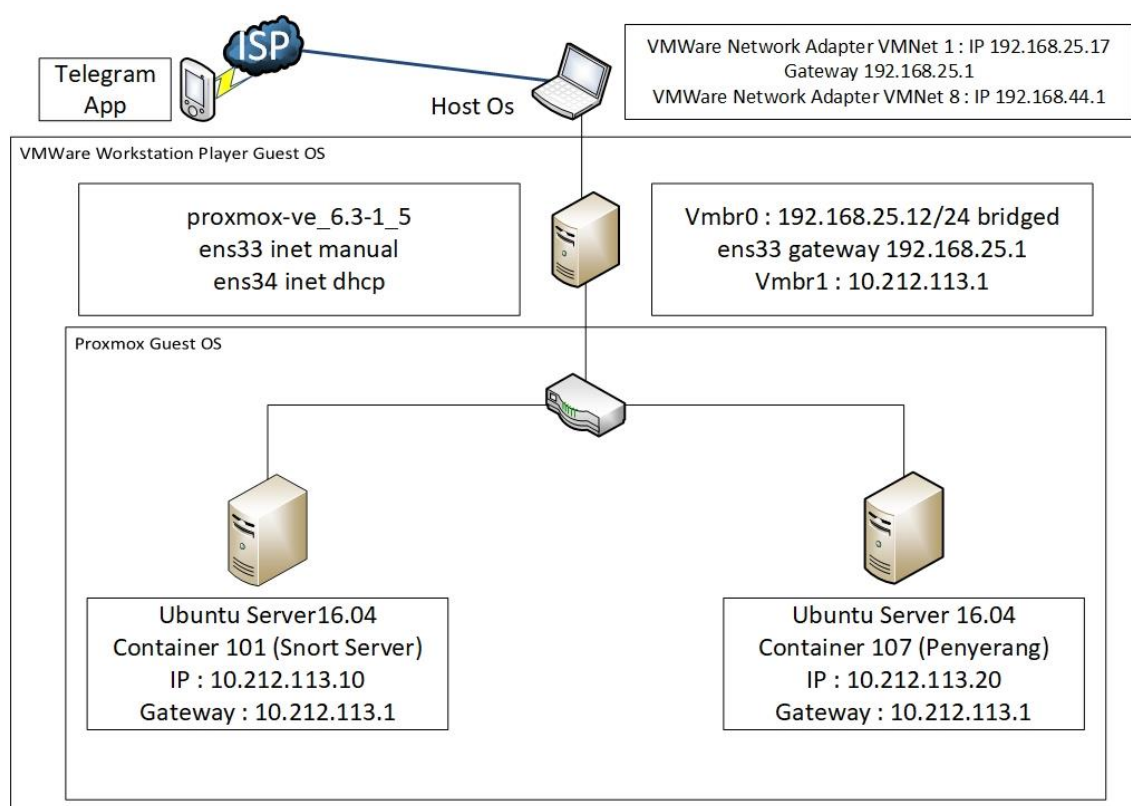 ISP
Telegram
App
Host Os
VMWare Network Adapter VMNet 1 : IP 192.168.25.17
Gateway 192.168.25.1
VMWare Network Adapter VMNet 8 : IP 192.168.44.1
VMWare Workstation Player Guest OS
proxmox-ve_6.3-1_5
ens33 inet manual
ens34 inet dhcp
Vmbr0 : 192.168.25.12/24 bridged
ens33 gateway 192.168.25.1
Vmbr1 : 10.212.113.1
Proxmox Guest OS
Ubuntu Server16.04
Container 101 (Snort Server)
IP : 10.212.113.10
Gateway : 10.212.113.1
Ubuntu Server 16.04
Container 107 (Penyerang)
IP : 10.212.113.20
Gateway : 10.212.113.1